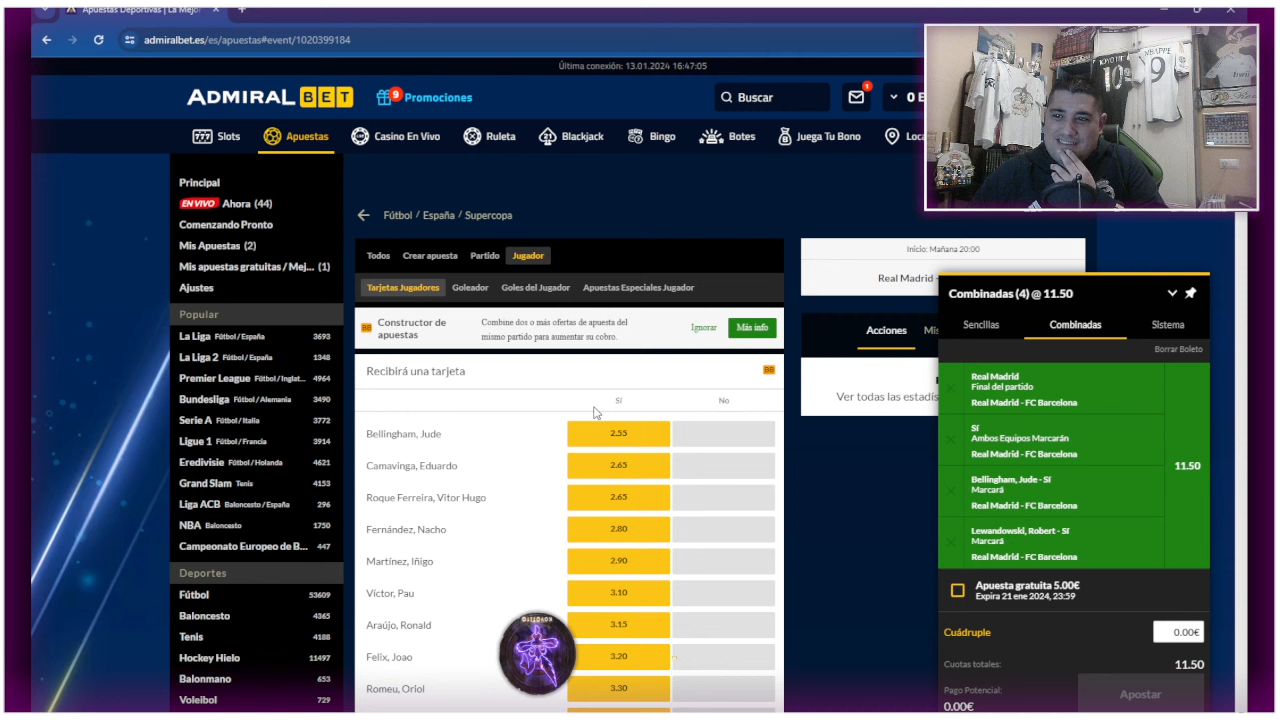 Apuestas Deportivas | La Mejor
admiralbet.es/es/apuestas#event/1020399184
Última conexión: 13.01.2024 16:47:05
ADMIRALBET
9
Promociones
Buscar
1
0 E
777 Slots
Apuestas
Casino En Vivo
Ruleta
Blackjack
Bingo
Botes
Juega Tu Bono
Loc
Principal
EN VIVO Ahora (44)
Comenzando Pronto
Mis Apuestas (2)
Mis apuestas gratuitas / Mej... (1)
Ajustes
Popular
La Liga Fútbol/España 3693
La Liga 2 Fútbol/España 1348
Premier League Fútbol/Inglat... 4964
Bundesliga Fútbol/Alemania 3490
Serie A Fútbol/Italia 3772
Ligue 1 Fútbol/Francia 3914
Eredivisie Fútbol/Holanda 4621
Grand Slam Tenis 4153
Liga ACB Baloncesto/España 296
NBA Baloncesto 1750
Campeonato Europeo de B... 447
Deportes
Fútbol 53609
Baloncesto 4365
Tenis 4188
Hockey Hielo 11497
Balonmano 653
Voleibol 729
Fútbol / España / Supercopa
Todos Crear apuesta Partido Jugador
Tarjetas Jugadores Goleador Goles del Jugador Apuestas Especiales Jugador
BB
Constructor de
apuestas
Combine dos o más ofertas de apuesta del
mismo partido para aumentar su cobro.
Ignorar
Más info
Recibirá una tarjeta
BB
Sí No
Bellingham, Jude 2.55
Camavinga, Eduardo 2.65
Roque Ferreira, Vitor Hugo 2.65
Fernández, Nacho 2.80
Martínez, Iñigo 2.90
Víctor, Pau 3.10
Araújo, Ronald 3.15
Felix, Joao 3.20
Romeu, Oriol 3.30
Inicio: Mañana 20:00
Real Madrid -
Acciones
Mis
Ver todas las estadís
Combinadas (4) @ 11.50
Sencillas Combinadas Sistema
Borrar Boleto
Real Madrid
Final del partido
Real Madrid - FC Barcelona
Sí
Ambos Equipos Marcarán
Real Madrid - FC Barcelona
11.50
Bellingham, Jude - Sí
Marcará
Real Madrid - FC Barcelona
Lewandowski, Robert - Sí
Marcará
Real Madrid - FC Barcelona
Apuesta gratuita 5.00€
Expira 21 ene 2024, 23:59
Cuádruple 0.00€
Cuotas totales: 11.50
Pago Potencial:
0.00€
Apostar
MBAPPE
9
10